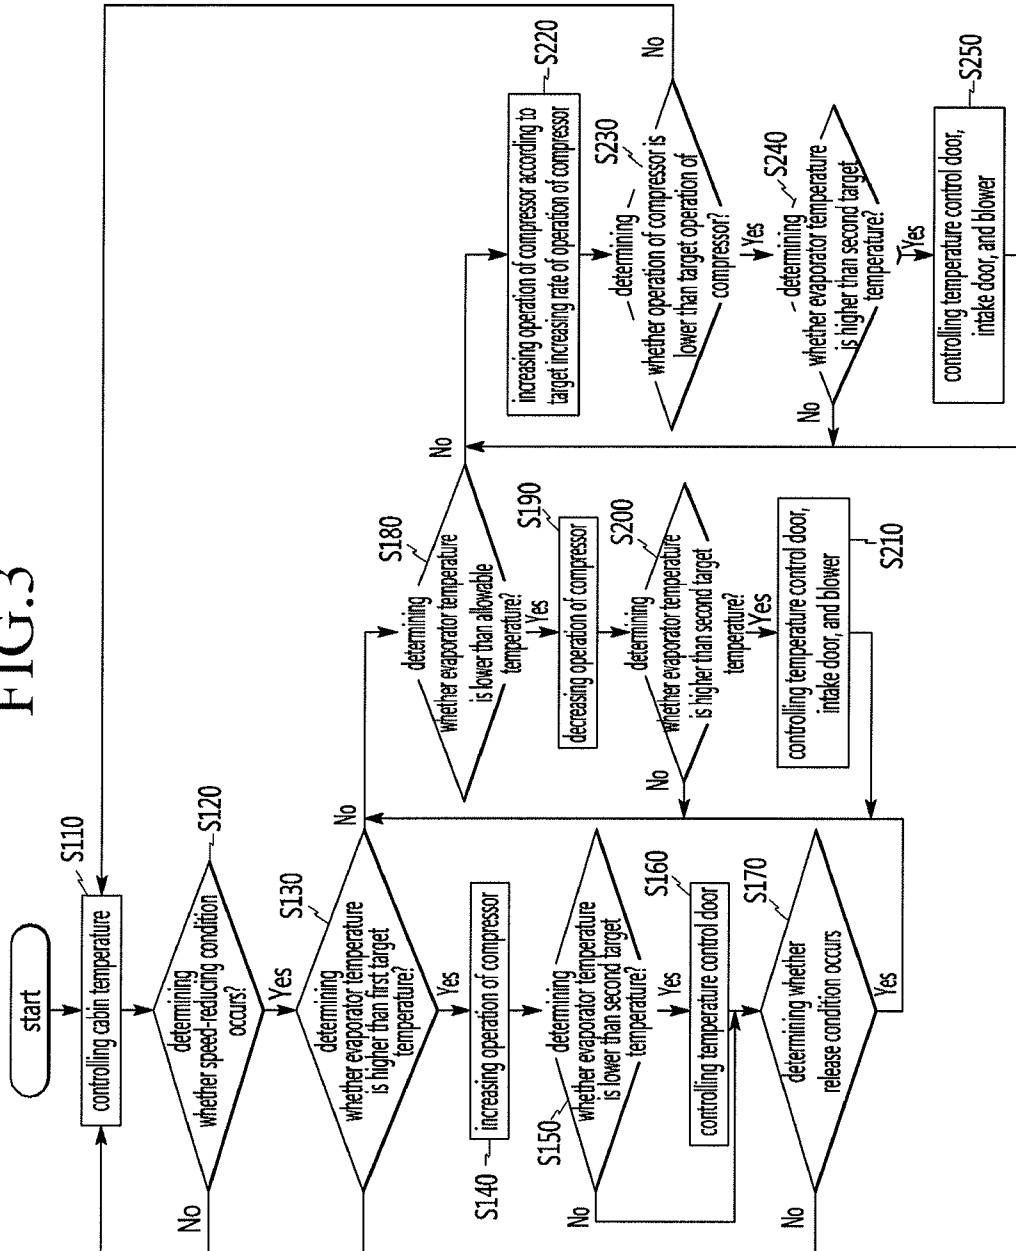 FIG.3
start
S110
controlling cabin temperature
S120
determining
whether speed-reducing condition
occurs?
No
Yes
S130
determining
whether evaporator temperature
is higher than first target
temperature?
No
Yes
S140
increasing operation of compressor
S150
determining
whether evaporator temperature
is lower than second target
temperature?
No
Yes
S160
controlling temperature control door
S170
determining whether
release condition occurs
No
Yes
S180
determining
whether evaporator temperature
is lower than allowable
temperature?
No
Yes
S190
decreasing operation of compressor
S200
determining
whether evaporator temperature
is higher than second target
temperature?
No
Yes
S210
controlling temperature control door,
intake door, and blower
S220
increasing operation of compressor according to
target increasing rate of operation of compressor
S230
determining
whether operation of compressor is
lower than target operation of
compressor?
No
Yes
S240
determining
whether evaporator temperature
is higher than second target
temperature?
No
Yes
S250
controlling temperature control door,
intake door, and blower